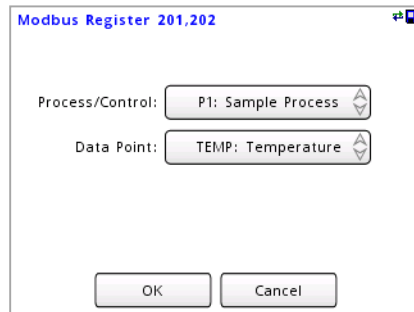 Modbus Register 201,202
Process/Control: P1: Sample Process
Data Point: TEMP: Temperature
OK Cancel